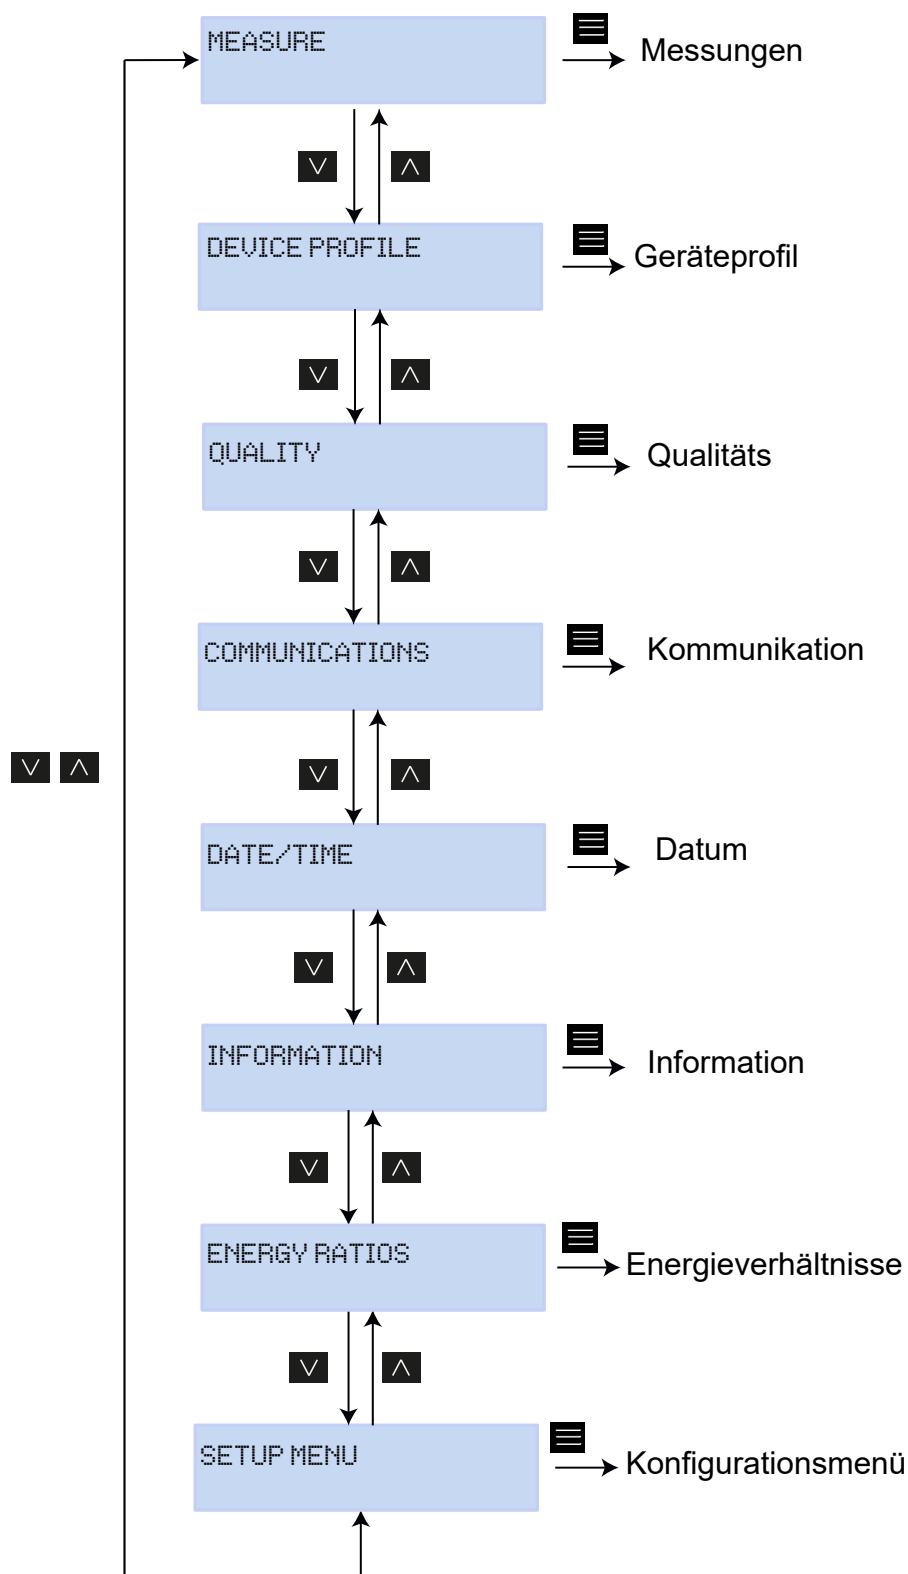 MEASURE
Messungen
DEVICE PROFILE
Geräteprofil
QUALITY
Qualitäts
COMMUNICATIONS
Kommunikation
DATE/TIME
Datum
INFORMATION
Information
ENERGY RATIOS
Energieverhältnisse
SETUP MENU
Konfigurationsmenü